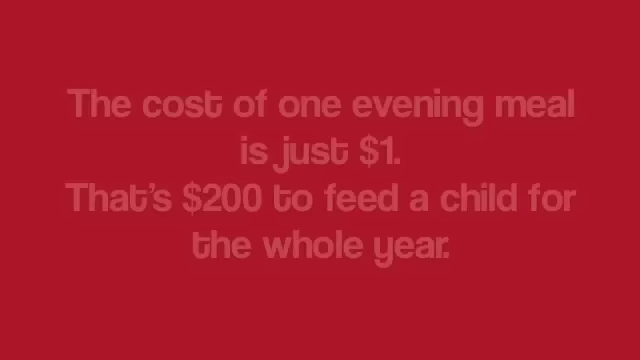 The cost of one evening meal
is just $1.
That's $200 to feed a child for
the whole year.